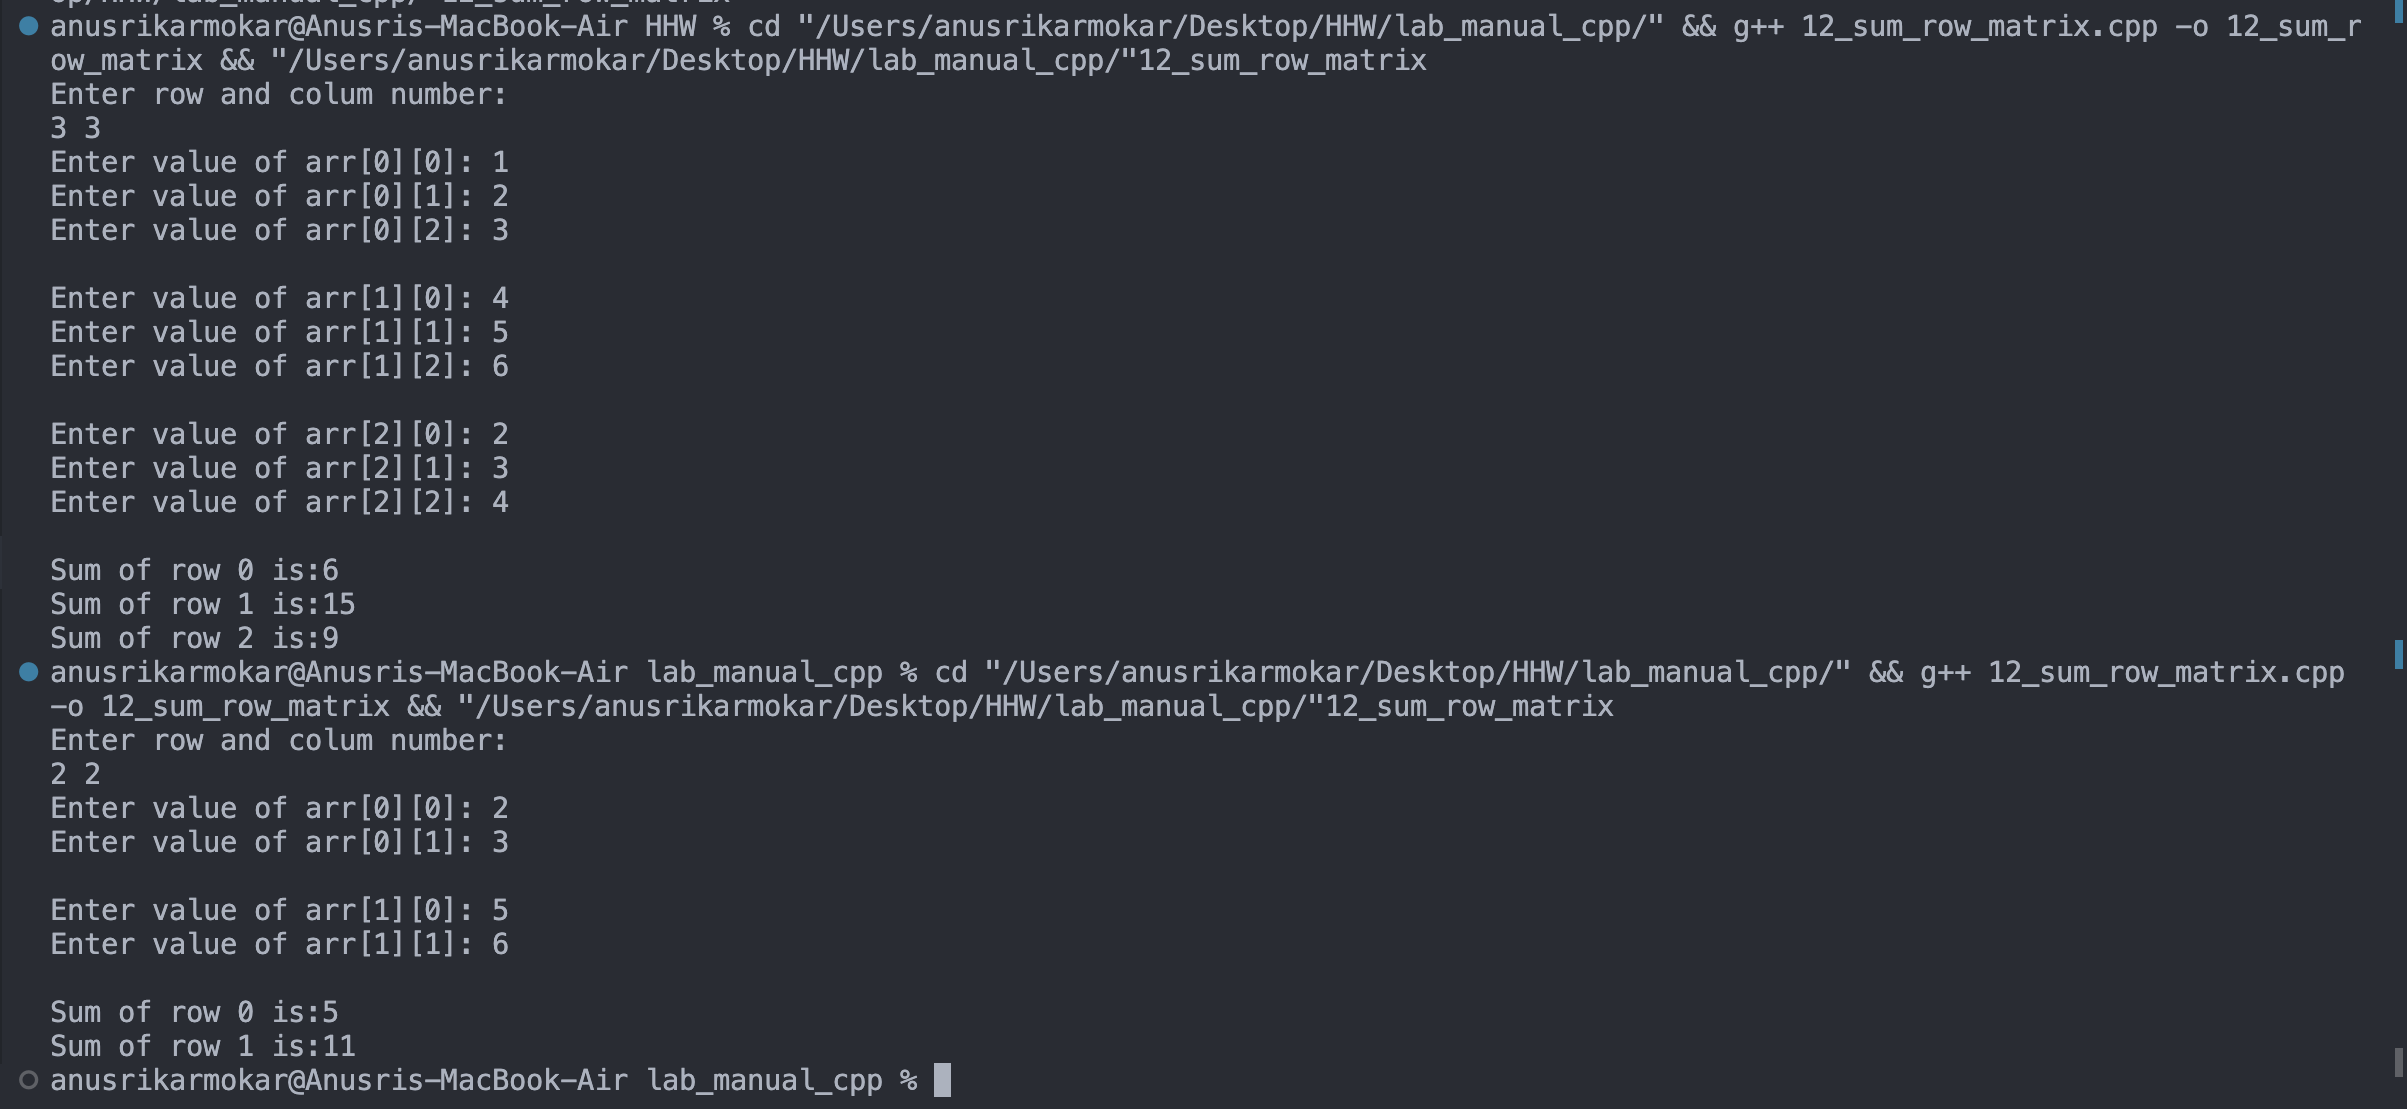 anusrikarmokar@Anusris-MacBook-Air HHW % cd "/Users/anusrikarmokar/Desktop/HHW/lab_manual_cpp/" && g++ 12_sum_row_matrix.cpp -o 12_sum_r
ow_matrix && "/Users/anusrikarmokar/Desktop/HHW/lab_manual_cpp/"12_sum_row_matrix
Enter row and colum number:
3 3
Enter value of arr[0][0]: 1
Enter value of arr[0][1]: 2
Enter value of arr[0][2]: 3
Enter value of arr[1][0]: 4
Enter value of arr[1][1]: 5
Enter value of arr[1][2]: 6
Enter value of arr[2][0]: 2
Enter value of arr[2][1]: 3
Enter value of arr[2][2]: 4
Sum of row 0 is:6
Sum of row 1 is:15
Sum of row 2 is:9
anusrikarmokar@Anusris-MacBook-Air lab_manual_cpp % cd "/Users/anusrikarmokar/Desktop/HHW/lab_manual_cpp/" && g++ 12_sum_row_matrix.cpp
-o 12_sum_row_matrix && "/Users/anusrikarmokar/Desktop/HHW/lab_manual_cpp/"12_sum_row_matrix
Enter row and colum number:
2 2
Enter value of arr[0][0]: 2
Enter value of arr[0][1]: 3
Enter value of arr[1][0]: 5
Enter value of arr[1][1]: 6
Sum of row 0 is:5
Sum of row 1 is:11
anusrikarmokar@Anusris-MacBook-Air lab_manual_cpp %